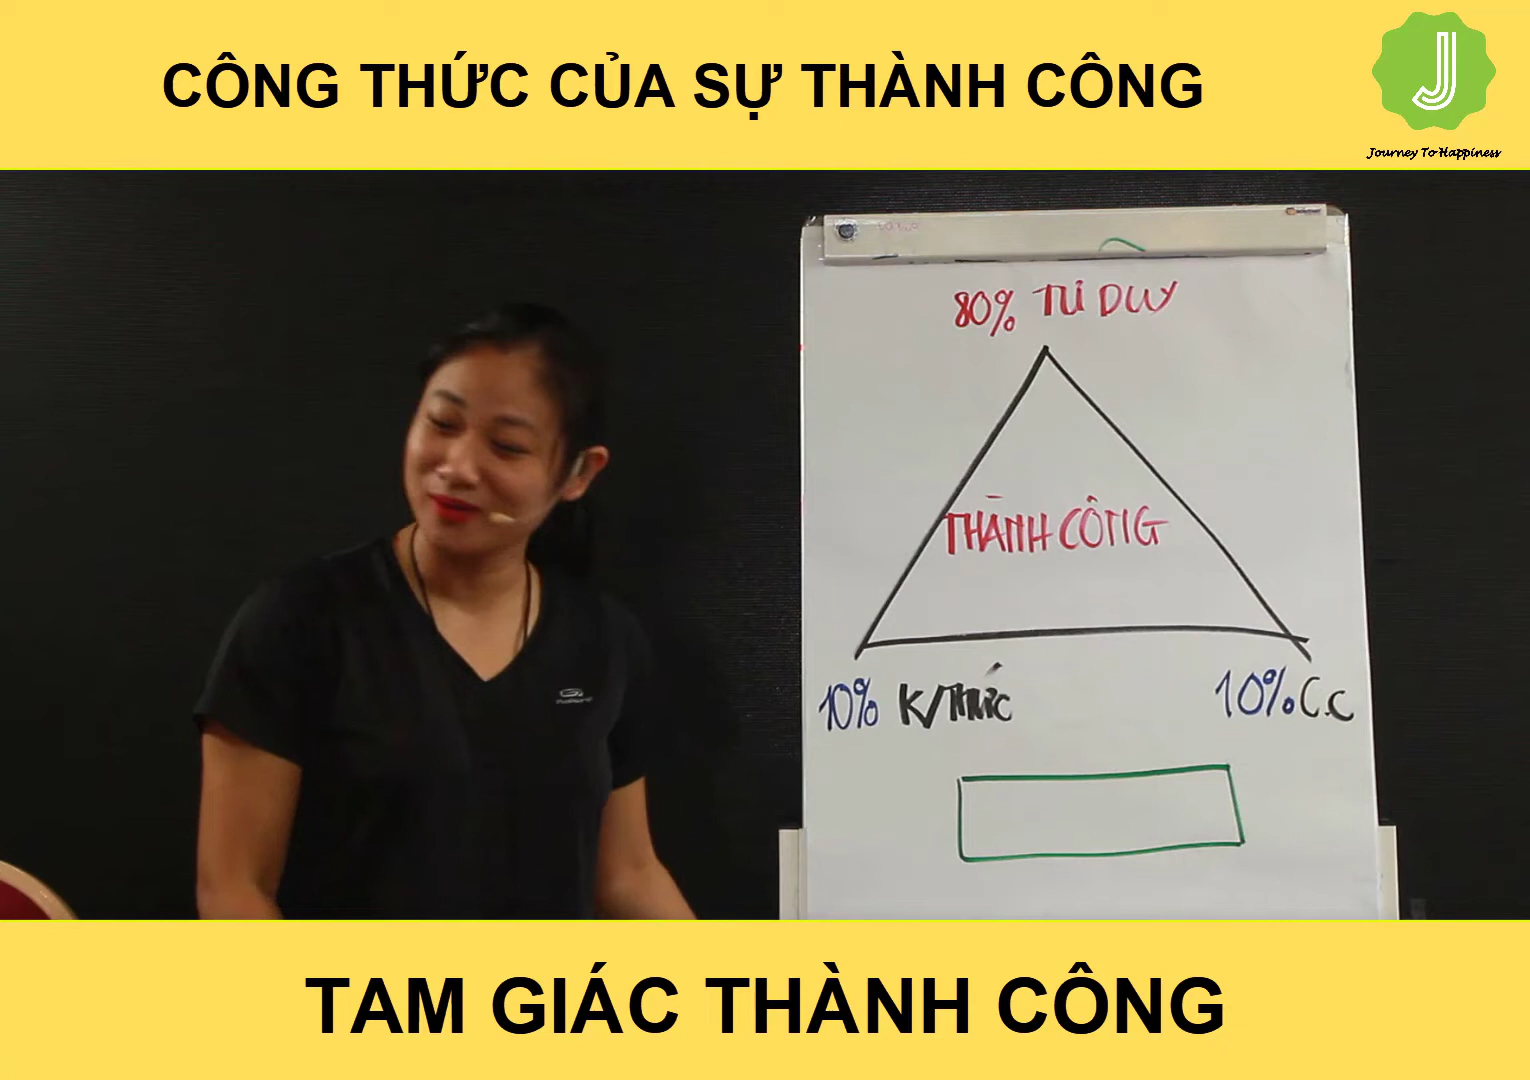 CÔNG THỨC CỦA SỰ THÀNH CÔNG
Journey To Happiness
80% TƯ DUY
THÀNH CÔNG
10% K/THỨC
10% C.C
TAM GIÁC THÀNH CÔNG